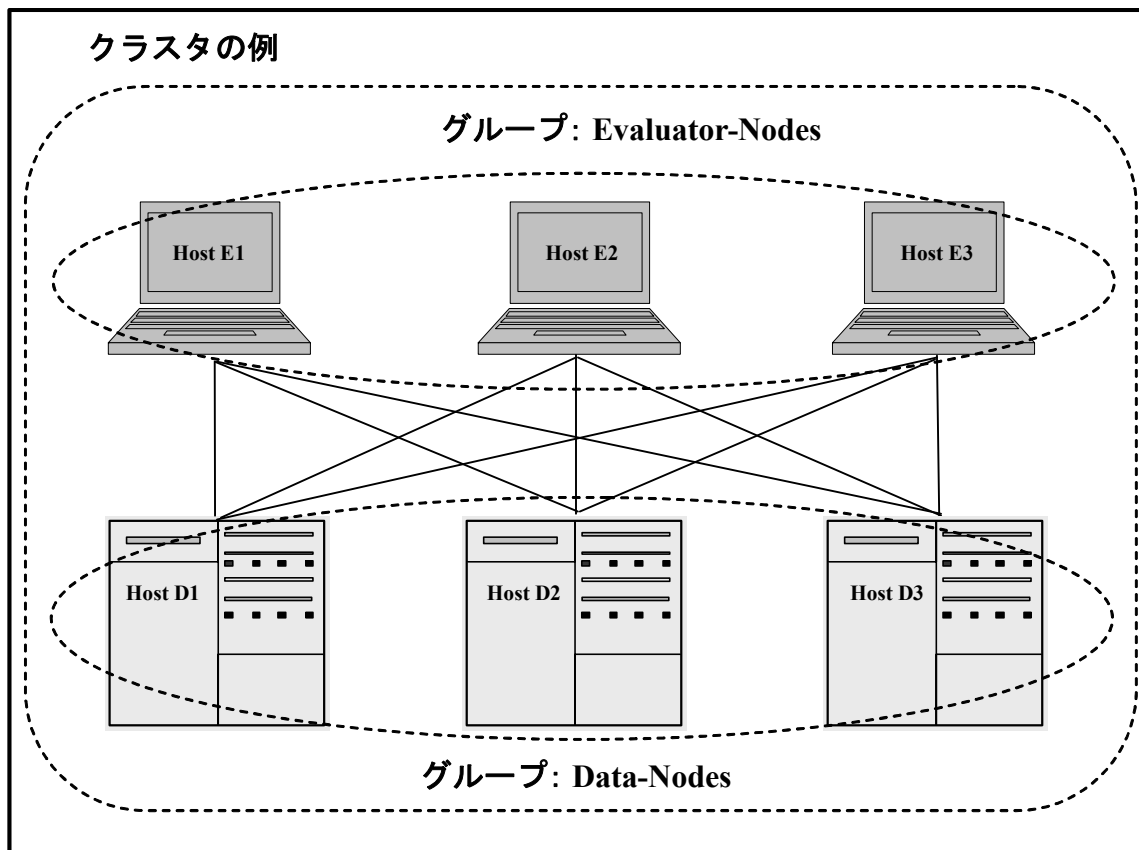 クラスタの例
グループ: Evaluator-Nodes
Host E1
Host E2
Host E3
Host D1
Host D2
Host D3
グループ: Data-Nodes